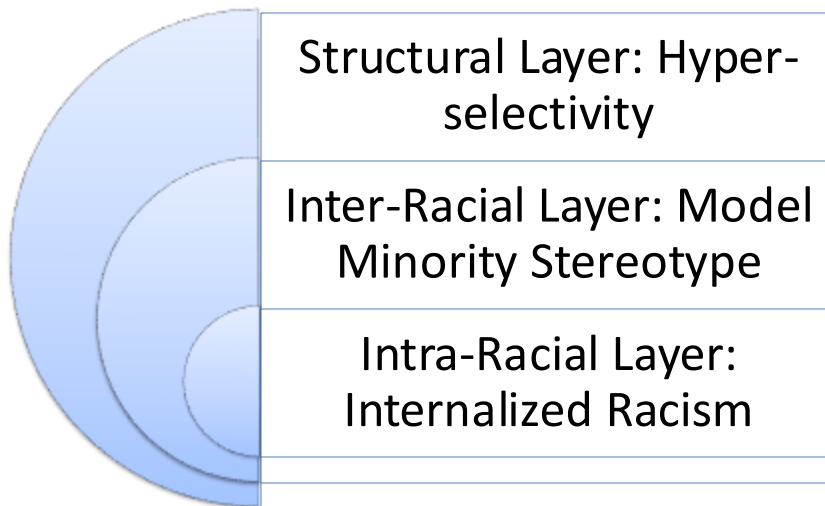 Structural Layer: Hyper-
selectivity
Inter-Racial Layer: Model
Minority Stereotype
Intra-Racial Layer:
Internalized Racism